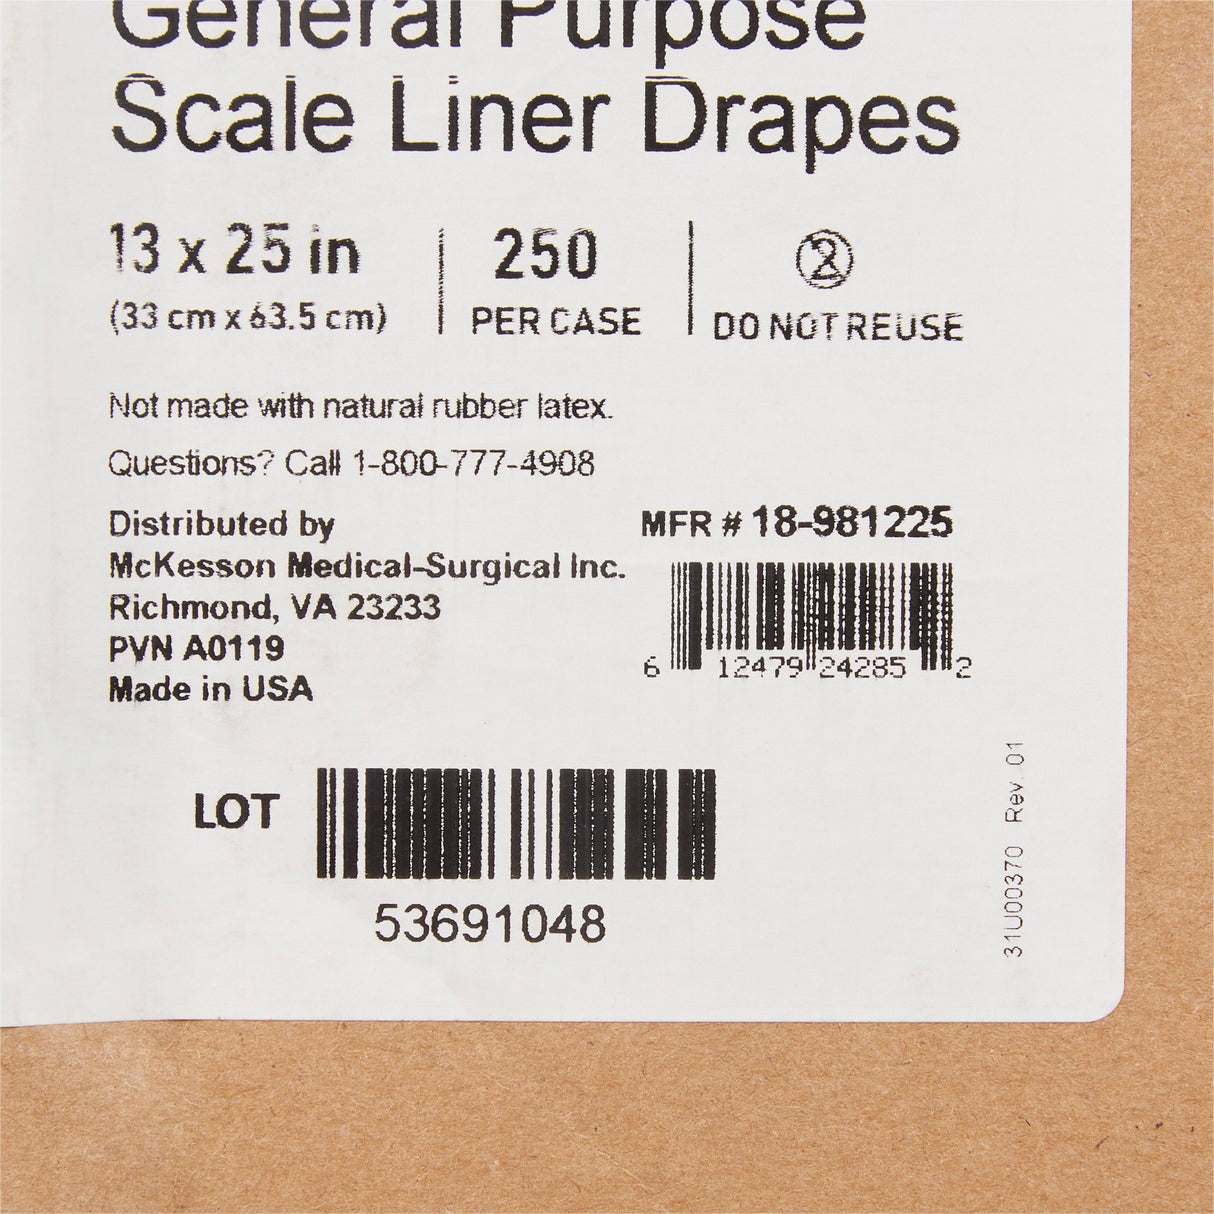 General Purpose
Scale Liner Drapes
13 x 25 in
(33 cm x 63.5 cm)
250
PER CASE
2
DO NOT REUSE
Not made with natural rubber latex.
Questions? Call 1-800-777-4908
Distributed by
McKesson Medical-Surgical Inc.
Richmond, VA 23233
PVN A0119
Made in USA
MFR # 18-981225
6 12479 24285 2
LOT
53691048
31U00370 Rev. 01